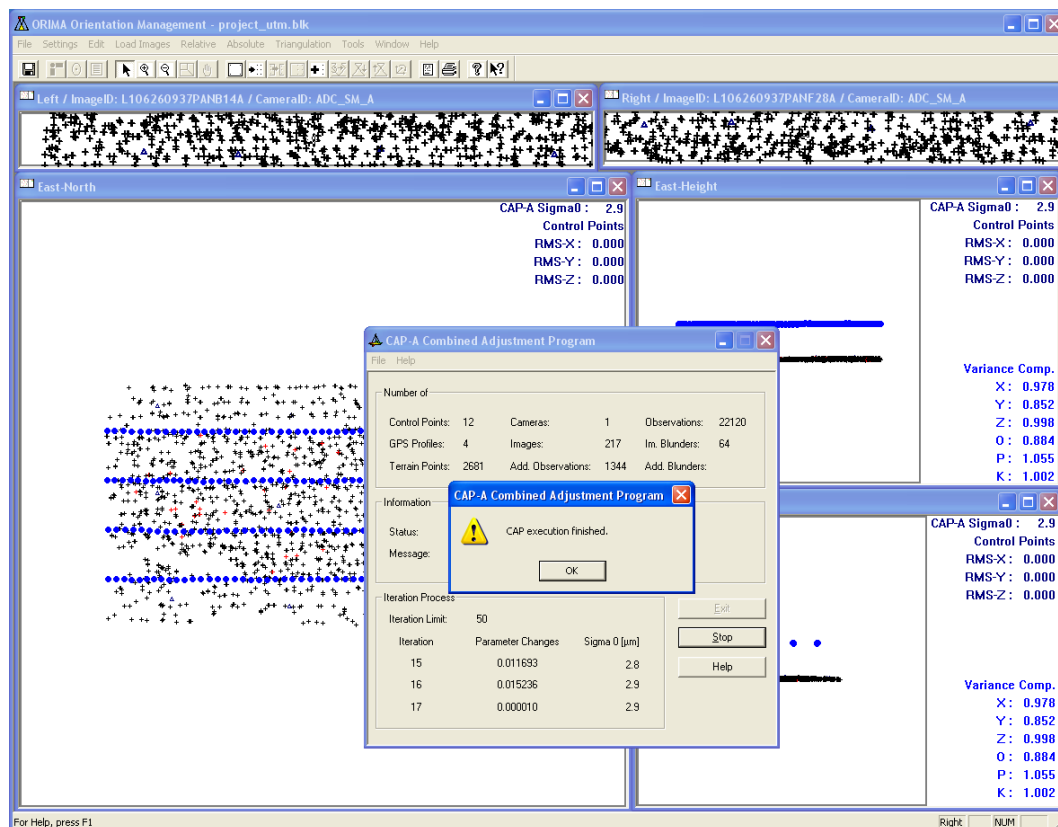 ORIMA Orientation Management - project_utm.blk
File Settings Edit Load Images Relative Absolute Triangulation Tools Window Help
Left / ImageID: L106260937PANB14A / CameraID: ADC_SM_A
Right / ImageID: L106260937PANF28A / CameraID: ADC_SM_A
East-North
CAP-A Sigma0 : 2.9
Control Points
RMS-X : 0.000
RMS-Y : 0.000
RMS-Z : 0.000
East-Height
CAP-A Sigma0 : 2.9
Control Points
RMS-X : 0.000
RMS-Y : 0.000
RMS-Z : 0.000
Variance Comp.
X : 0.978
Y : 0.852
Z : 0.998
O : 0.884
P : 1.055
K : 1.002
CAP-A Combined Adjustment Program
File Help
Number of
Control Points: 12 Cameras: 1 Observations: 22120
GPS Profiles: 4 Images: 217 Im. Blunders: 64
Terrain Points: 2681 Add. Observations: 1344 Add. Blunders:
Information
Status:
Message:
CAP-A Combined Adjustment Program
CAP execution finished.
OK
Iteration Process
Iteration Limit: 50
Iteration Parameter Changes Sigma 0 [µm]
15 0.011693 2.8
16 0.015236 2.9
17 0.000010 2.9
Exit
Stop
Help
CAP-A Sigma0 : 2.9
Control Points
RMS-X : 0.000
RMS-Y : 0.000
RMS-Z : 0.000
Variance Comp.
X : 0.978
Y : 0.852
Z : 0.998
O : 0.884
P : 1.055
K : 1.002
For Help, press F1
Right NUM